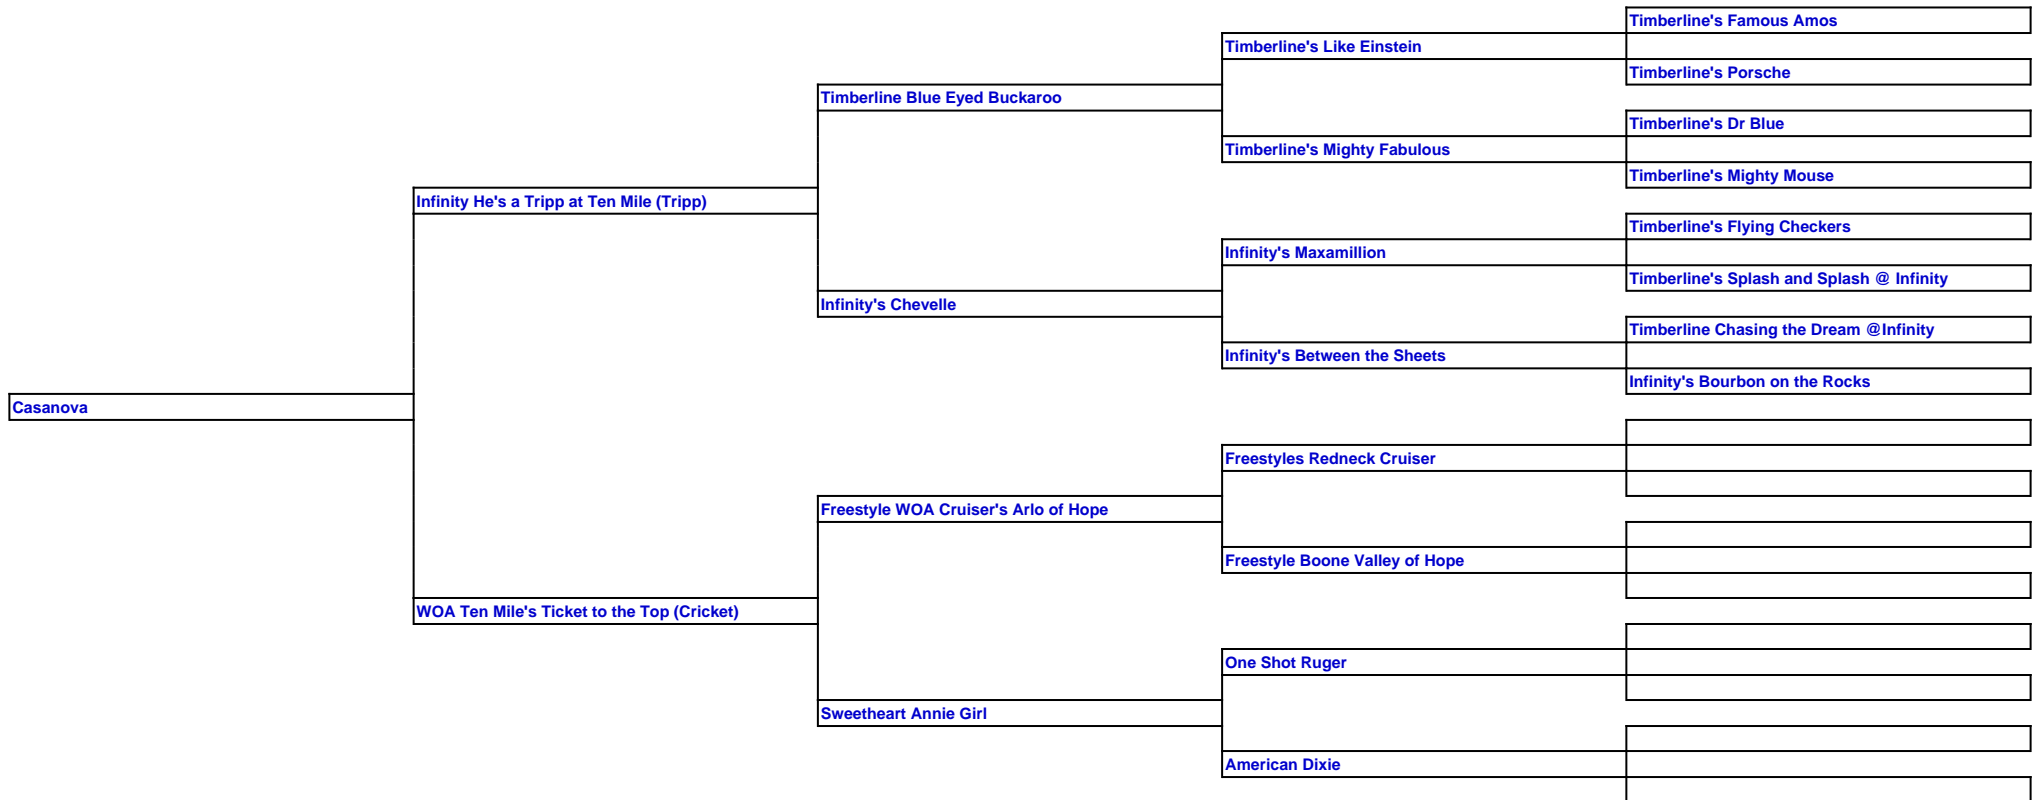 Timberline's Famous Amos
Timberline's Like Einstein
Timberline's Porsche
Timberline Blue Eyed Buckaroo
Timberline's Dr Blue
Timberline's Mighty Fabulous
Timberline's Mighty Mouse
Infinity He's a Tripp at Ten Mile (Tripp)
Timberline's Flying Checkers
Infinity's Maxamillion
Timberline's Splash and Splash @ Infinity
Infinity's Chevelle
Timberline Chasing the Dream @Infinity
Infinity's Between the Sheets
Infinity's Bourbon on the Rocks
Casanova
Freestyles Redneck Cruiser
Freestyle WOA Cruiser's Arlo of Hope
Freestyle Boone Valley of Hope
WOA Ten Mile's Ticket to the Top (Cricket)
One Shot Ruger
Sweetheart Annie Girl
American Dixie